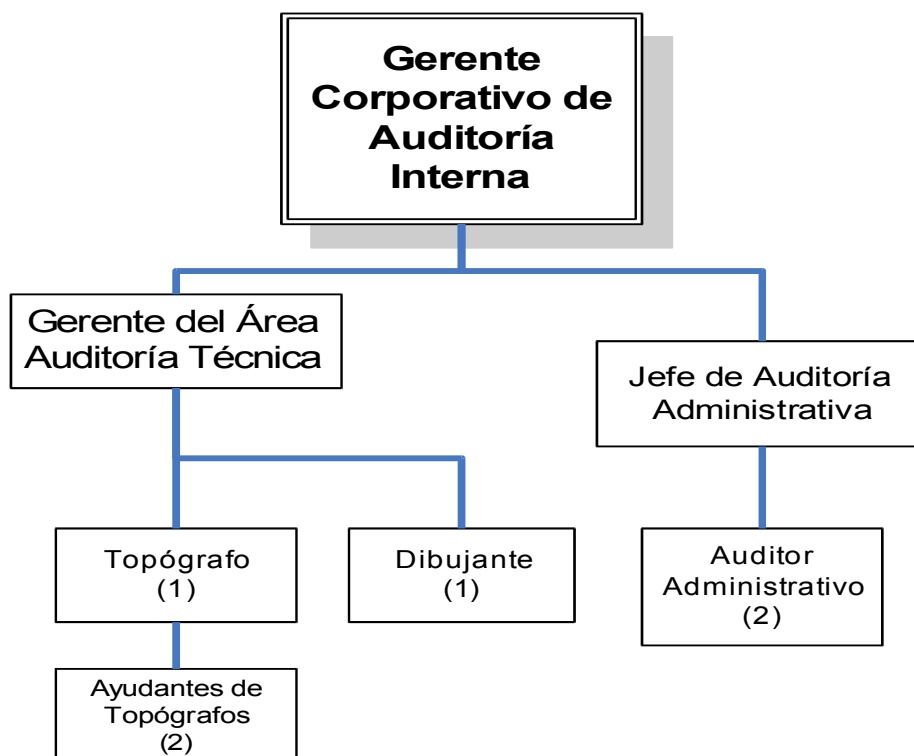 Gerente
Corporativo de
Auditoría
Interna
Gerente del Área
Auditoría Técnica
Jefe de Auditoría
Administrativa
Topógrafo
(1)
Dibujante
(1)
Auditor
Administrativo
(2)
Ayudantes de
Topógrafos
(2)